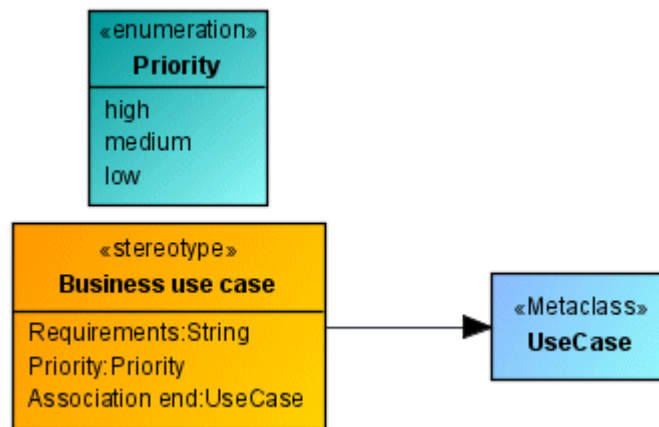 «enumeration»
Priority
high
medium
low
«stereotype»
Business use case
Requirements:String
Priority:Priority
Association end:UseCase
«Metaclass»
UseCase